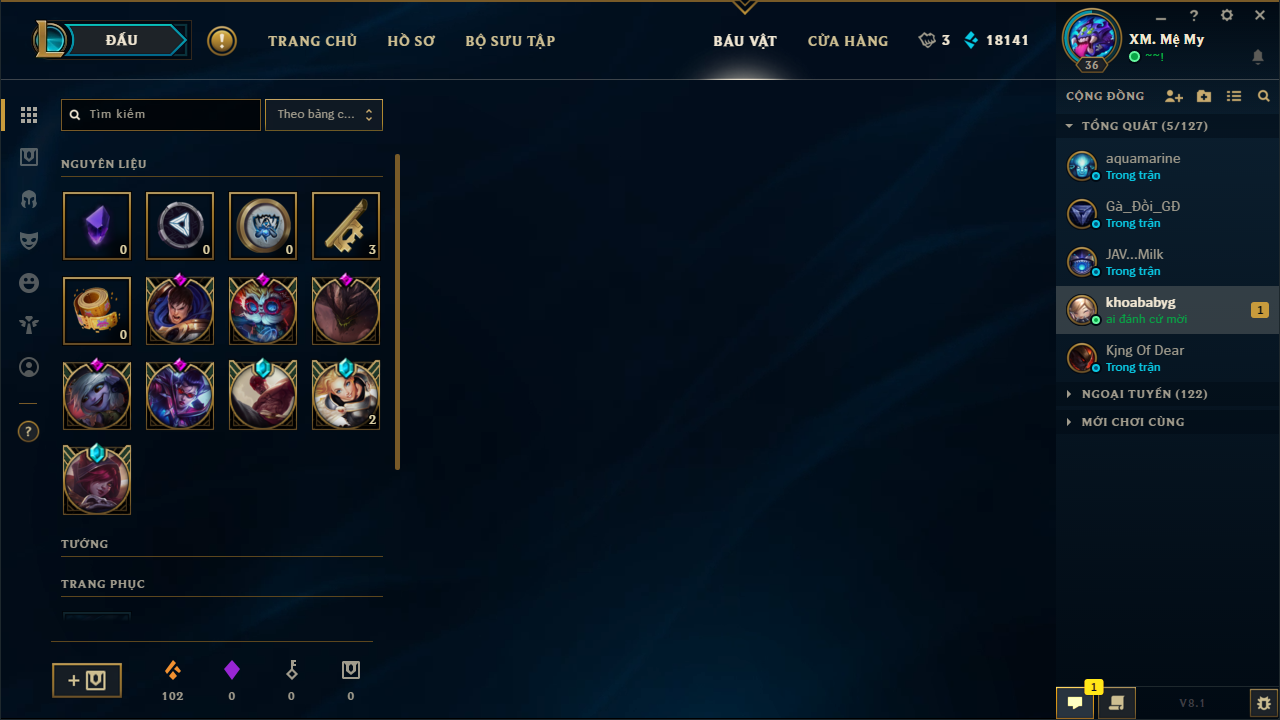 ĐẤU
!
TRANG CHỦ
HỒ SƠ
BỘ SƯU TẬP
BÁU VẬT
CỬA HÀNG
3
18141
36
XM. Mệ My
~~!
?
Tìm kiếm
Theo bảng c...
CỘNG ĐỒNG
TỔNG QUÁT (5/127)
aquamarine
Trong trận
Gà_Đồi_GĐ
Trong trận
JAV...Milk
Trong trận
khoababyg
ai đánh cứ mời
1
Kjng Of Dear
Trong trận
NGOẠI TUYẾN (122)
MỚI CHƠI CÙNG
NGUYÊN LIỆU
0
0
0
3
0
2
?
TƯỚNG
TRANG PHỤC
+
102
0
0
0
1
V8.1